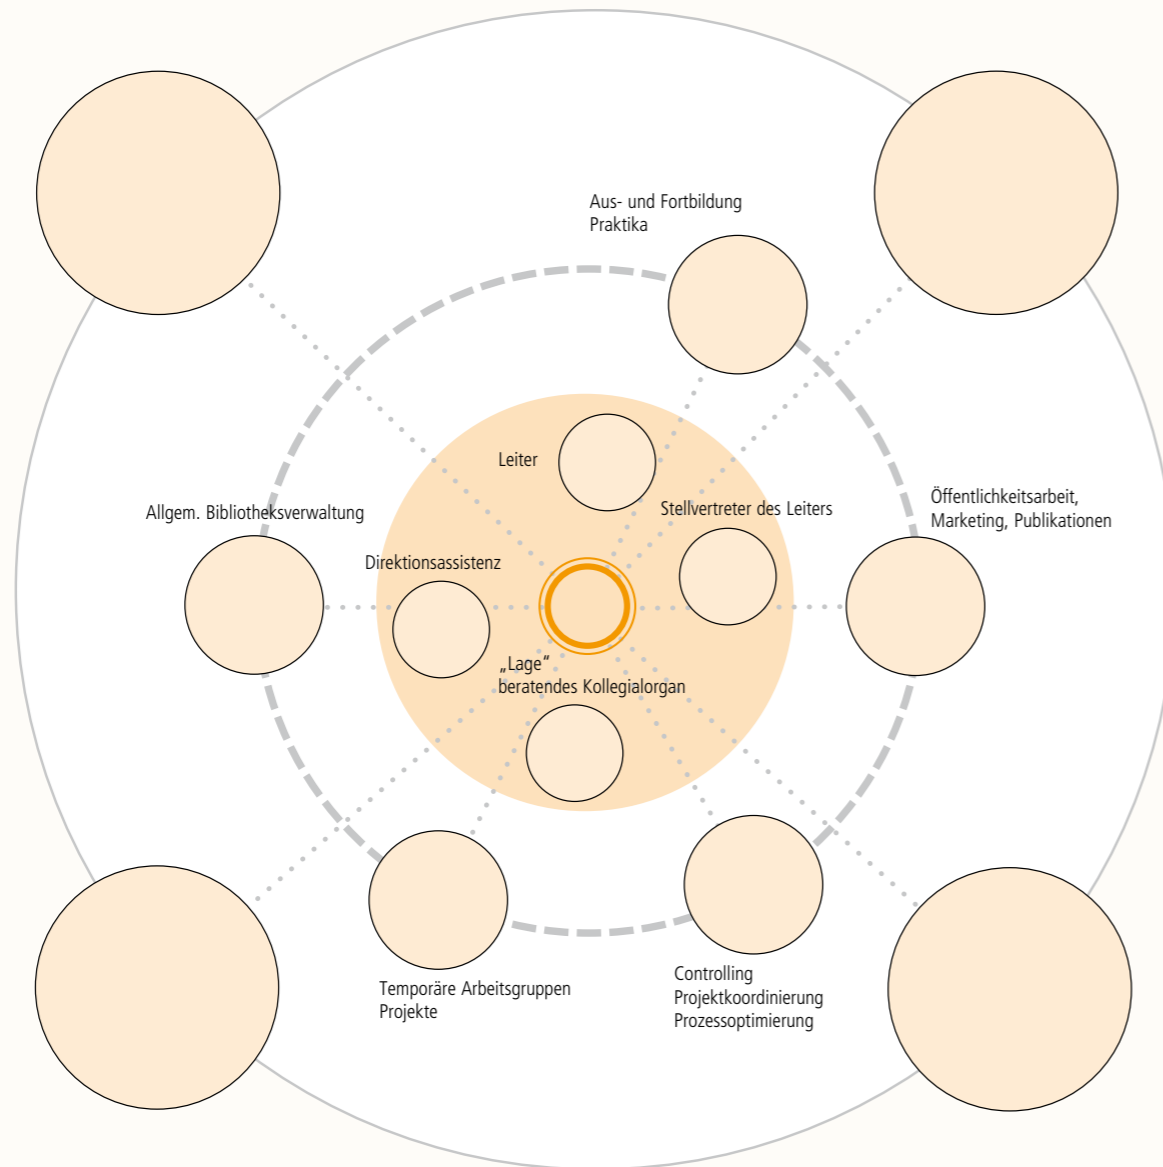 Aus- und Fortbildung
Praktika
Leiter
Öffentlichkeitsarbeit,
Marketing, Publikationen
Stellvertreter des Leiters
Allgem. Bibliotheksverwaltung
Direktionsassistenz
„Lage“
beratendes Kollegialorgan
Controlling
Projektkoordinierung
Prozessoptimierung
Temporäre Arbeitsgruppen
Projekte